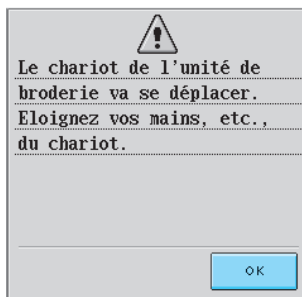 Le chariot de l'unité de
broderie va se déplacer.
Eloignez vos mains, etc.,
du chariot.
OK